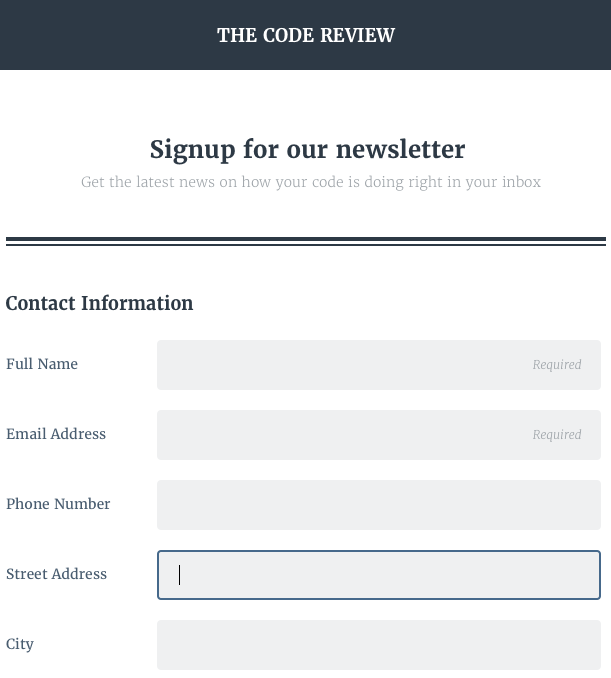 THE CODE REVIEW
Signup for our newsletter
Get the latest news on how your code is doing right in your inbox
Contact Information
Full Name
Required
Email Address
Required
Phone Number
Street Address
City